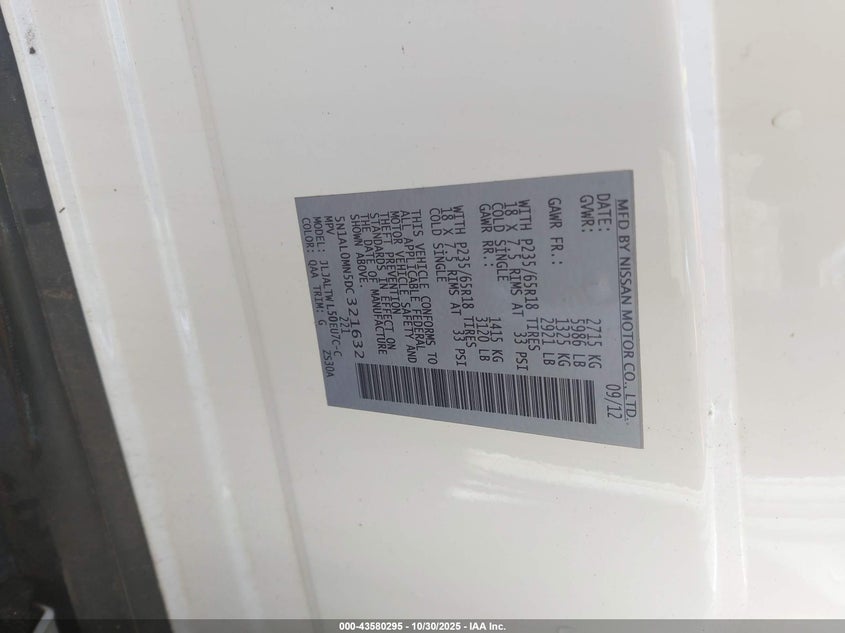 MFD BY NISSAN MOTOR CO., LTD.
DATE: 09/12
GVWR: 2715 KG
5986 LB
GAWR FR.: 1325 KG
2921 LB
WITH P235/65R18 TIRES
18 X 7.5 RIMS AT 33 PSI
COLD SINGLE
GAWR RR.: 1415 KG
3120 LB
WITH P235/65R18 TIRES
18 X 7.5 RIMS AT 33 PSI
COLD SINGLE
THIS VEHICLE CONFORMS TO
ALL APPLICABLE FEDERAL
MOTOR VEHICLE SAFETY AND
THEFT PREVENTION
STANDARDS IN EFFECT ON
THE DATE OF MANUFACTURE
SHOWN ABOVE.
5N1AL0MN5DC321632
MPV 221
MODEL: JLJALTWL50EU7C-C
COLOR: QAA TRIM: G ZS30A
000-43580295 - 10/30/2025 - IAA Inc.